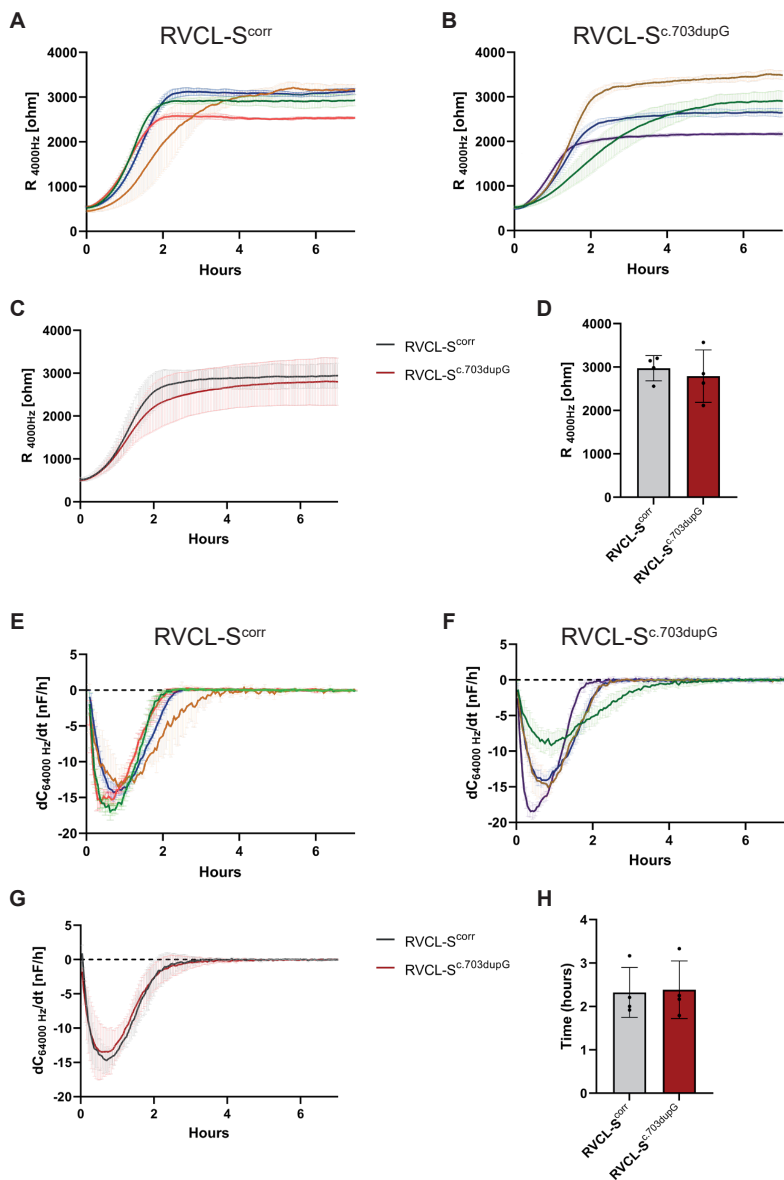 A
RVCL-Scorr
4000
3000
2000
1000
0
R 4000Hz [ohm]
0 2 4 6
Hours
B
RVCL-Sc.703dupG
4000
3000
2000
1000
0
R 4000Hz [ohm]
0 2 4 6
Hours
C
4000
3000
2000
1000
0
R 4000Hz [ohm]
0 2 4 6
Hours
RVCL-Scorr
RVCL-Sc.703dupG
D
4000
3000
2000
1000
0
R 4000Hz [ohm]
RVCL-Scorr
RVCL-Sc.703dupG
E
RVCL-Scorr
5
0
-5
-10
-15
-20
dC64000 Hz/dt [nF/h]
0 2 4 6
Hours
F
RVCL-Sc.703dupG
5
0
-5
-10
-15
-20
dC64000 Hz/dt [nF/h]
0 2 4 6
Hours
G
5
0
-5
-10
-15
-20
dC64000 Hz/dt [nF/h]
0 2 4 6
Hours
RVCL-Scorr
RVCL-Sc.703dupG
H
4
3
2
1
0
Time (hours)
RVCL-Scorr
RVCL-Sc.703dupG